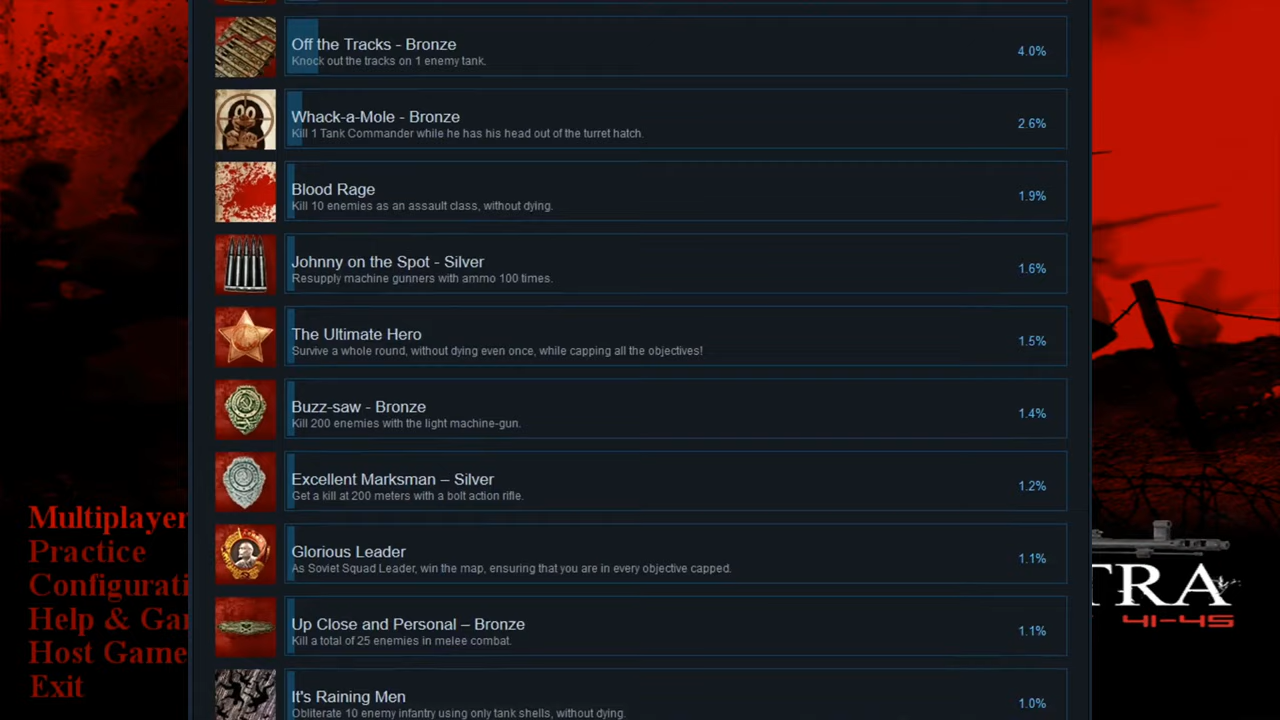 Off the Tracks - Bronze
Knock out the tracks on 1 enemy tank.
4.0%
Whack-a-Mole - Bronze
Kill 1 Tank Commander while he has his head out of the turret hatch.
2.6%
Blood Rage
Kill 10 enemies as an assault class, without dying.
1.9%
Johnny on the Spot - Silver
Resupply machine gunners with ammo 100 times.
1.6%
The Ultimate Hero
Survive a whole round, without dying even once, while capping all the objectives!
1.5%
Buzz-saw - Bronze
Kill 200 enemies with the light machine-gun.
1.4%
Excellent Marksman – Silver
Get a kill at 200 meters with a bolt action rifle.
1.2%
Glorious Leader
As Soviet Squad Leader, win the map, ensuring that you are in every objective capped.
1.1%
Up Close and Personal – Bronze
Kill a total of 25 enemies in melee combat.
1.1%
It's Raining Men
Obliterate 10 enemy infantry using only tank shells, without dying.
1.0%
Multiplayer
Practice
Configurati
Help & Gar
Host Game
Exit
TRA
41-45